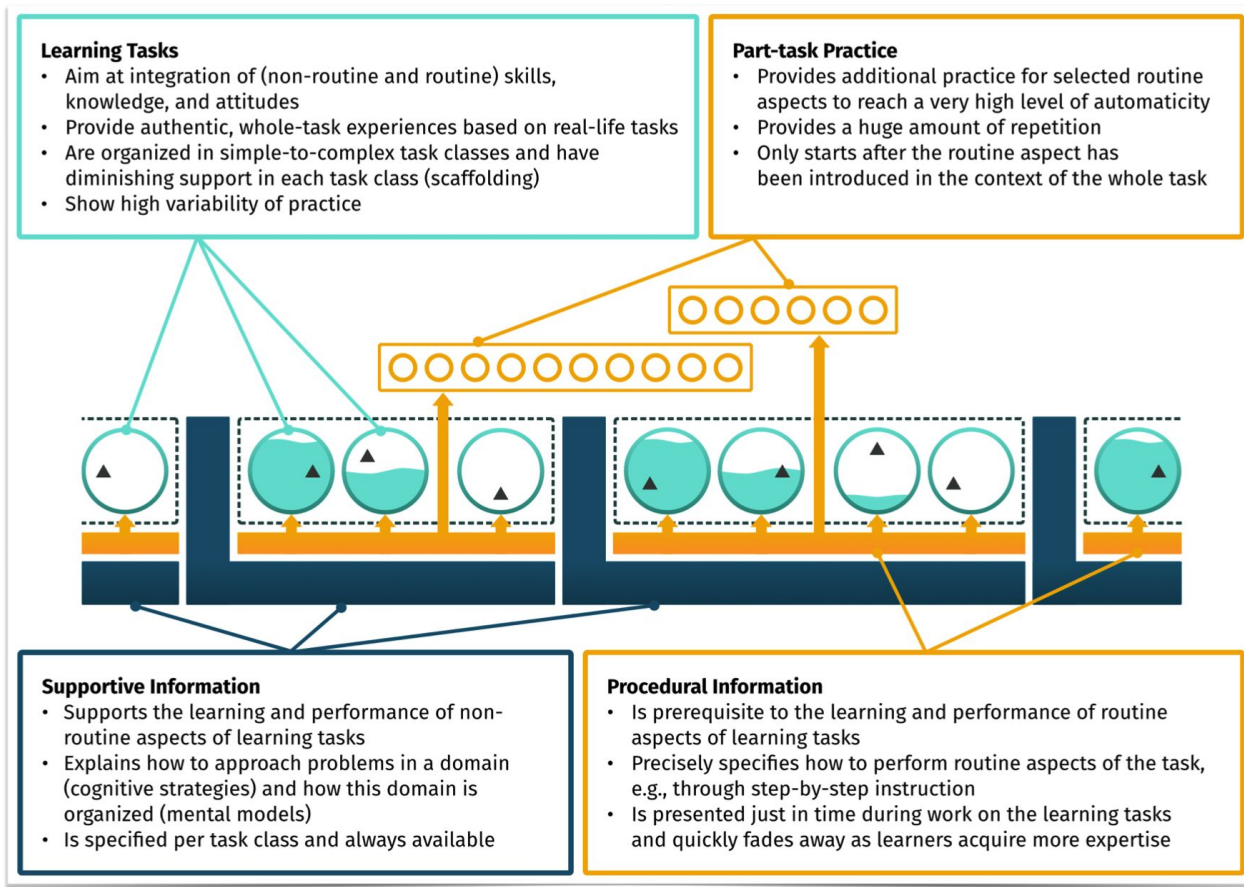 Learning Tasks
• Aim at integration of (non-routine and routine) skills,
knowledge, and attitudes
• Provide authentic, whole-task experiences based on real-life tasks
• Are organized in simple-to-complex task classes and have
diminishing support in each task class (scaffolding)
• Show high variability of practice
Part-task Practice
• Provides additional practice for selected routine
aspects to reach a very high level of automaticity
• Provides a huge amount of repetition
• Only starts after the routine aspect has
been introduced in the context of the whole task
Supportive Information
• Supports the learning and performance of non-
routine aspects of learning tasks
• Explains how to approach problems in a domain
(cognitive strategies) and how this domain is
organized (mental models)
• Is specified per task class and always available
Procedural Information
• Is prerequisite to the learning and performance of routine
aspects of learning tasks
• Precisely specifies how to perform routine aspects of the task,
e.g., through step-by-step instruction
• Is presented just in time during work on the learning tasks
and quickly fades away as learners acquire more expertise